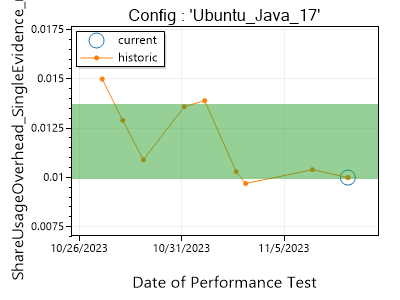 Config : 'Ubuntu_Java_17'
current
historic
0.0175
0.015
0.0125
0.01
0.0075
10/26/2023
10/31/2023
11/5/2023
Date of Performance Test
ShareUsageOverhead_SingleEvidence_